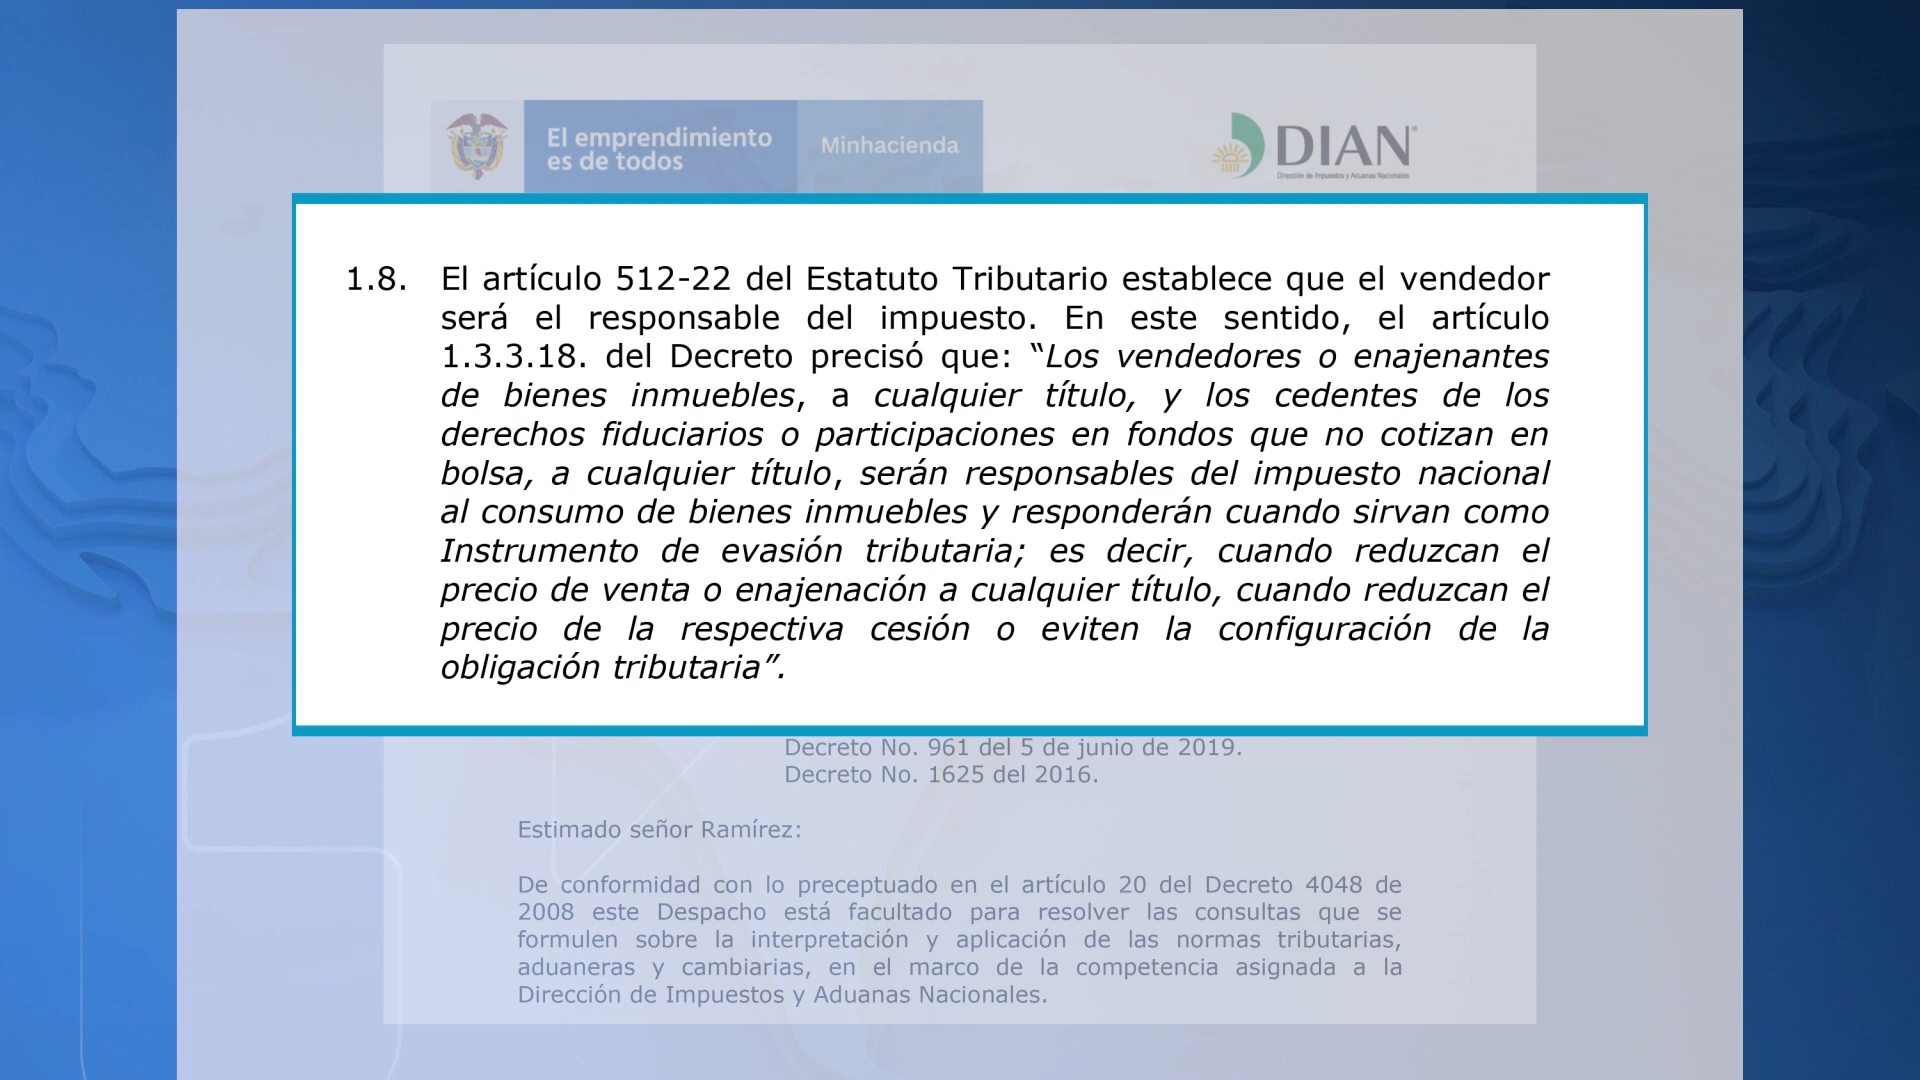 El emprendimiento
es de todos
Minhacienda
DIAN
Dirección de Impuestos y Aduanas Nacionales
1.8. El artículo 512-22 del Estatuto Tributario establece que el vendedor
será el responsable del impuesto. En este sentido, el artículo
1.3.3.18. del Decreto precisó que: “Los vendedores o enajenantes
de bienes inmuebles, a cualquier título, y los cedentes de los
derechos fiduciarios o participaciones en fondos que no cotizan en
bolsa, a cualquier título, serán responsables del impuesto nacional
al consumo de bienes inmuebles y responderán cuando sirvan como
Instrumento de evasión tributaria; es decir, cuando reduzcan el
precio de venta o enajenación a cualquier título, cuando reduzcan el
precio de la respectiva cesión o eviten la configuración de la
obligación tributaria”.
Decreto No. 961 del 5 de junio de 2019.
Decreto No. 1625 del 2016.
Estimado señor Ramírez:
De conformidad con lo preceptuado en el artículo 20 del Decreto 4048 de
2008 este Despacho está facultado para resolver las consultas que se
formulen sobre la interpretación y aplicación de las normas tributarias,
aduaneras y cambiarias, en el marco de la competencia asignada a la
Dirección de Impuestos y Aduanas Nacionales.